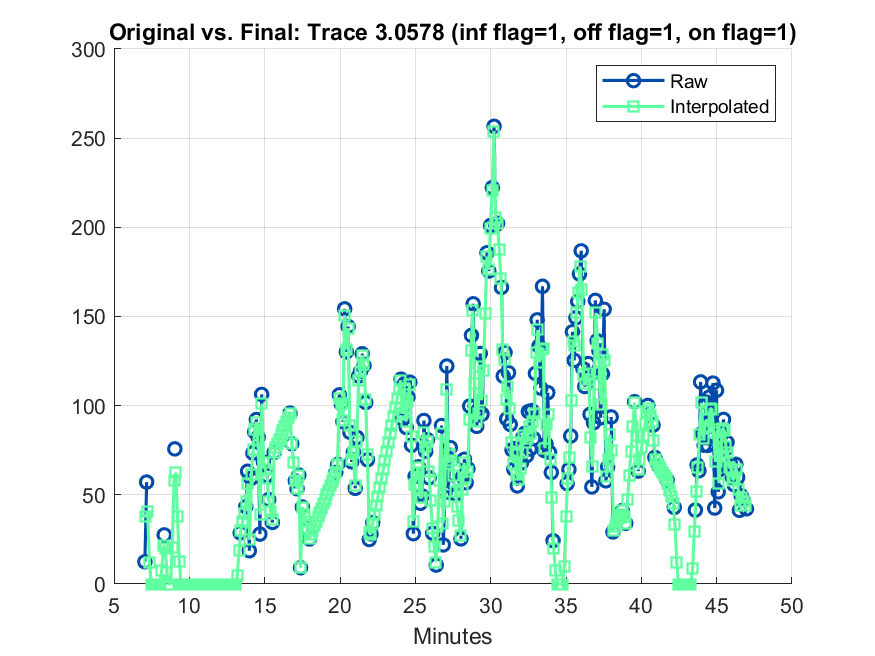 Original vs. Final: Trace 3.0578 (inf flag=1, off flag=1, on flag=1)
300
250
200
150
100
50
0
Raw
Interpolated
5 10 15 20 25 30 35 40 45 50
Minutes